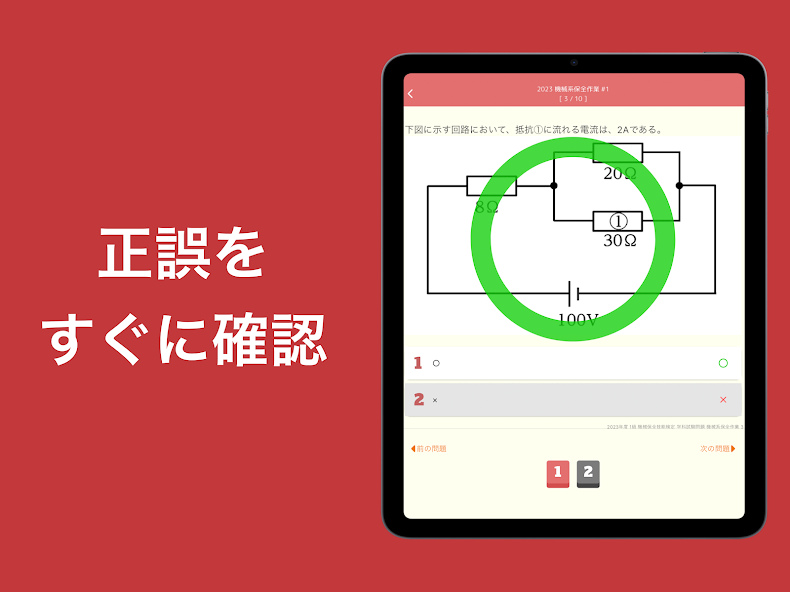 正誤を
すぐに確認
2023 機械系保全作業 #1
[ 3 / 10 ]
下図に示す回路において、抵抗①に流れる電流は、2Aである。
20Ω
8Ω
①
30Ω
100V
1 ○ ○
2 × ×
2023年度 1級 機械保全技能検定 学科試験問題 機械系保全作業 3
◀前の問題 次の問題▶
1 2